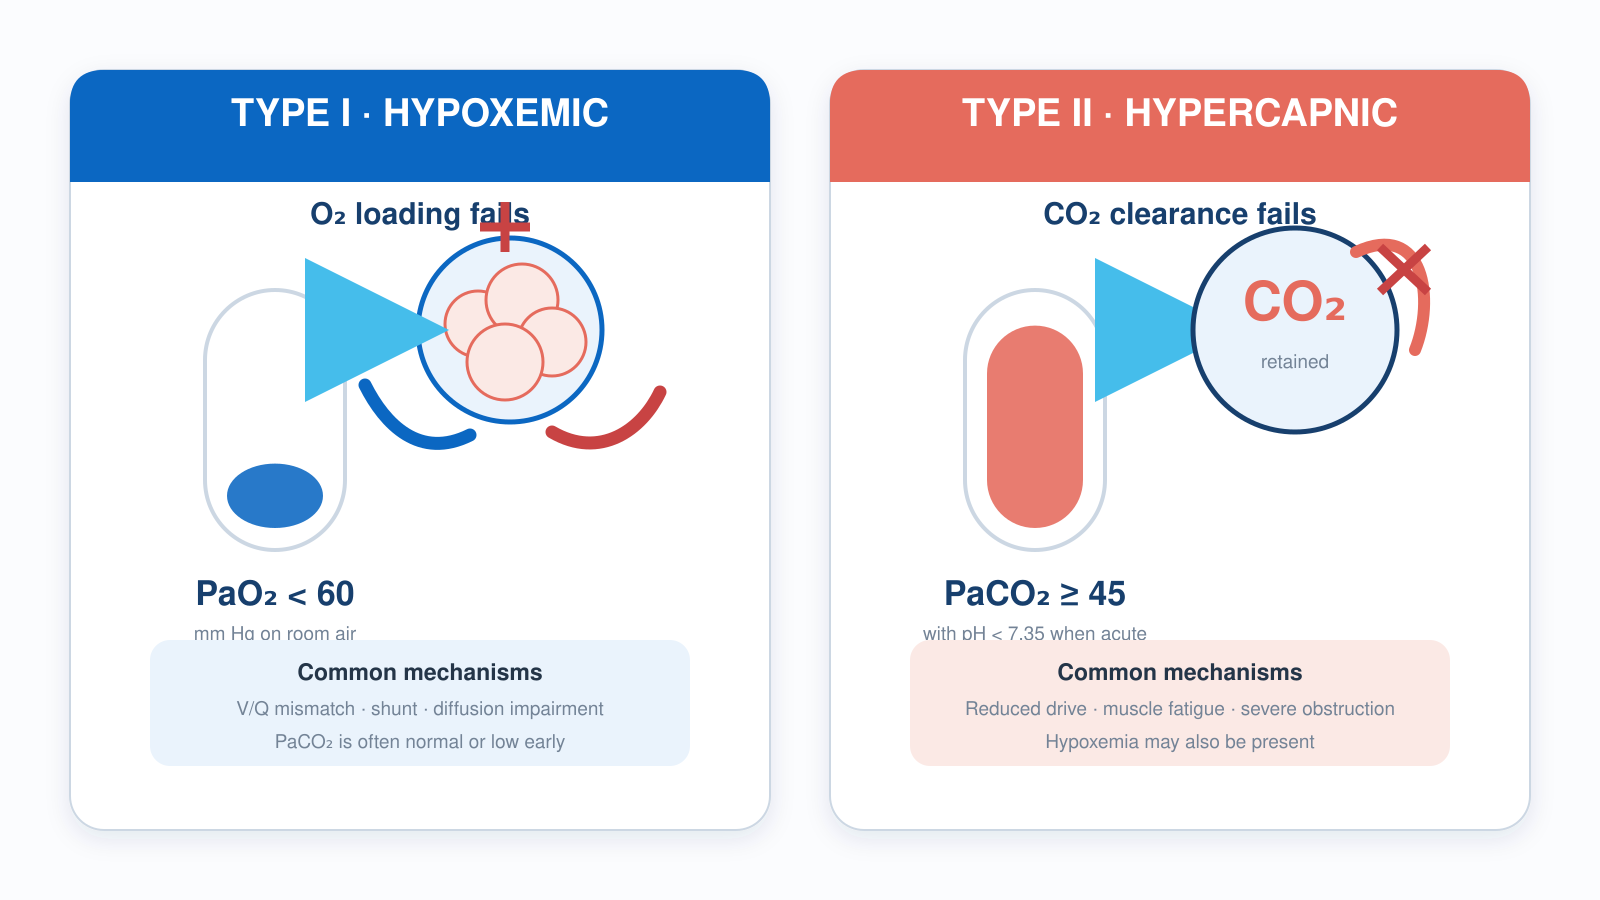 TYPE I · HYPOXEMIC
O₂ loading fails
PaO₂ < 60
mm Hg on room air
Common mechanisms
V/Q mismatch · shunt · diffusion impairment
PaCO₂ is often normal or low early
TYPE II · HYPERCAPNIC
CO₂ clearance fails
CO₂
retained
PaCO₂ ≥ 45
with pH < 7.35 when acute
Common mechanisms
Reduced drive · muscle fatigue · severe obstruction
Hypoxemia may also be present